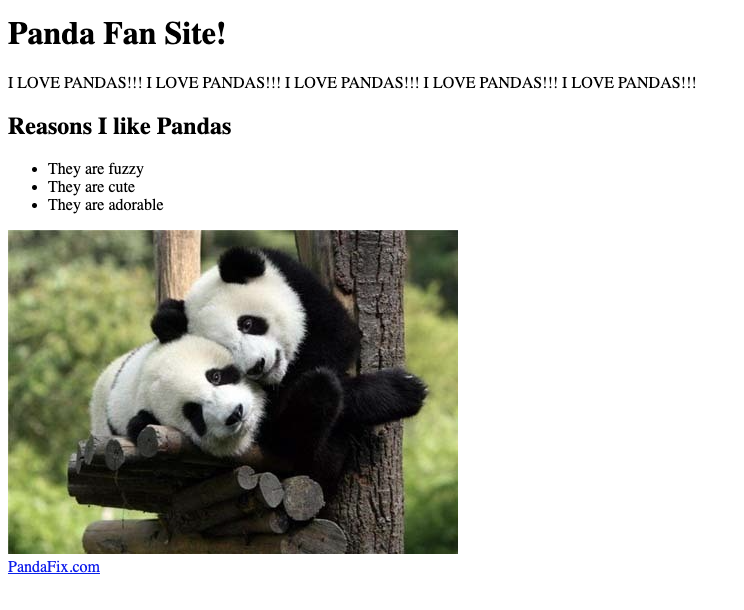 Panda Fan Site!
I LOVE PANDAS!!! I LOVE PANDAS!!! I LOVE PANDAS!!! I LOVE PANDAS!!! I LOVE PANDAS!!!
Reasons I like Pandas
They are fuzzy
They are cute
They are adorable
PandaFix.com